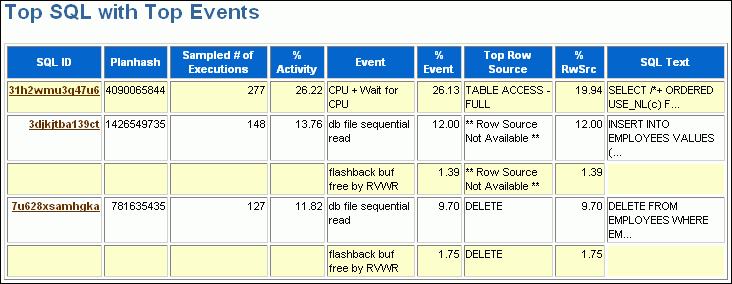 Top SQL with Top Events
SQL ID Planhash Sampled # of Executions % Activity Event % Event Top Row Source % RwSrc SQL Text
31h2wmu3q47u6 4090065844 277 26.22 CPU + Wait for CPU 26.13 TABLE ACCESS - FULL 19.94 SELECT /*+ ORDERED USE_NL(c) F...
3djkjtba139ct 1426549735 148 13.76 db file sequential read 12.00 ** Row Source Not Available ** 12.00 INSERT INTO EMPLOYEES VALUES (...
flashback buf free by RVWR 1.39 ** Row Source Not Available ** 1.39
7u628xsamhgka 781635435 127 11.82 db file sequential read 9.70 DELETE 9.70 DELETE FROM EMPLOYEES WHERE EM...
flashback buf free by RVWR 1.75 DELETE 1.75